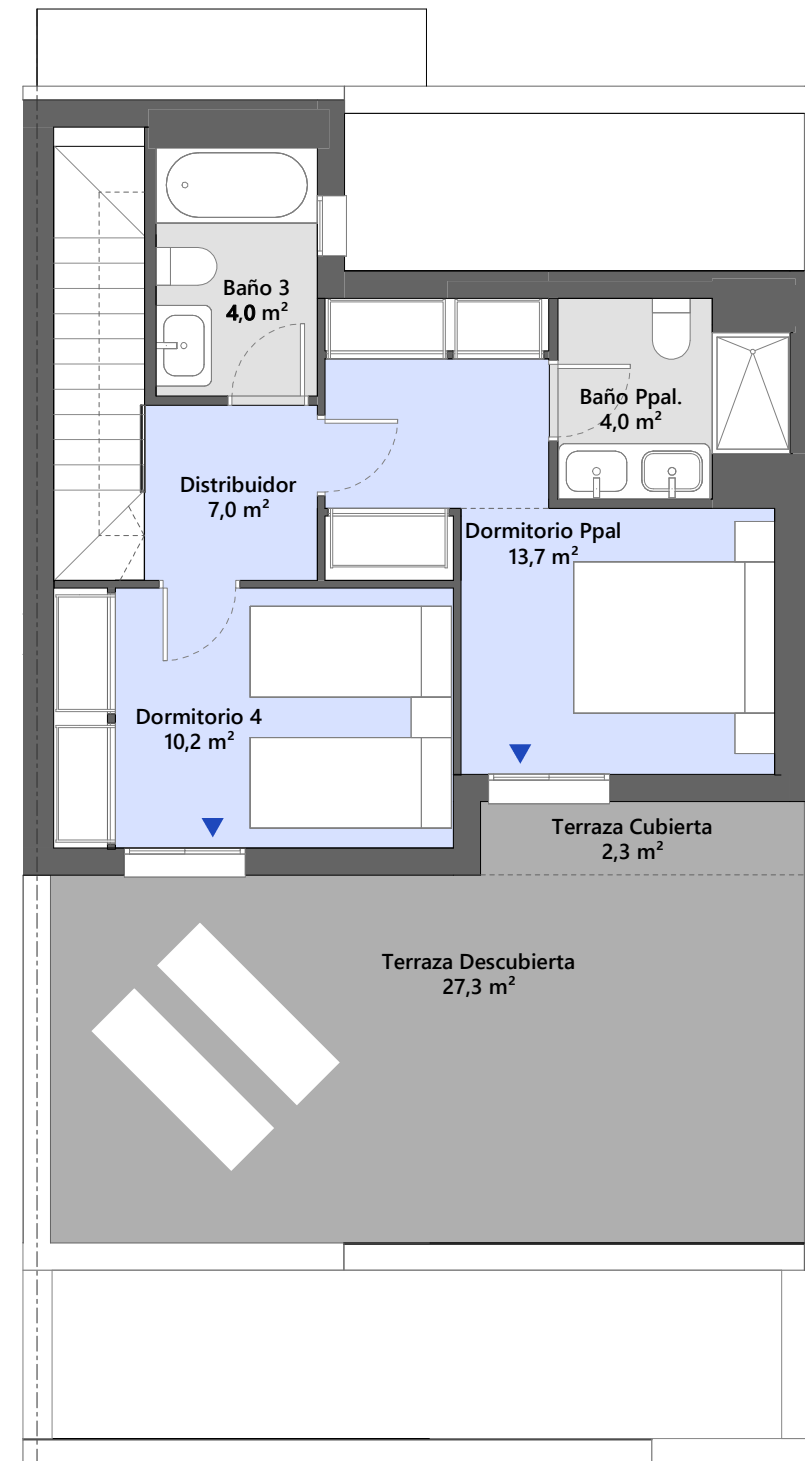 Baño 3
4,0 m²
Baño Ppal.
4,0 m²
Distribuidor
7,0 m²
Dormitorio Ppal
13,7 m²
Dormitorio 4
10,2 m²
Terraza Cubierta
2,3 m²
Terraza Descubierta
27,3 m²